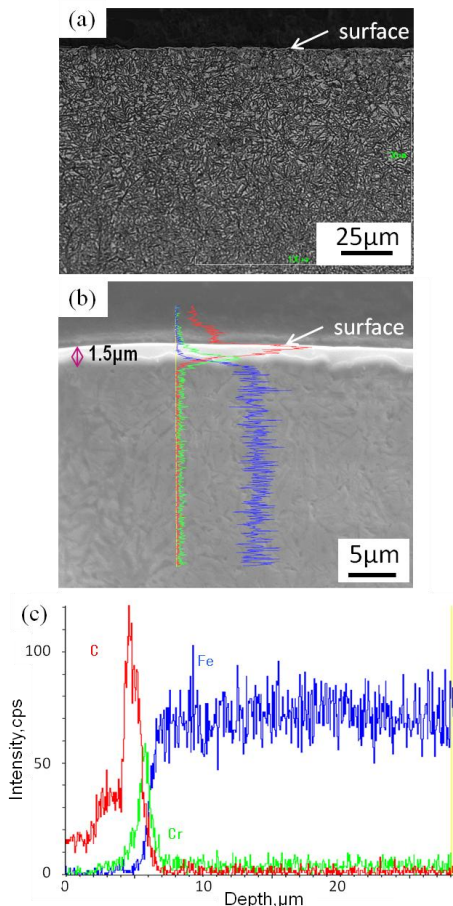 (a)
surface
25μm
(b)
surface
1.5μm
5μm
(c)
C
Fe
Cr
100
50
0
Intensity,cps
0
10
20
Depth,μm